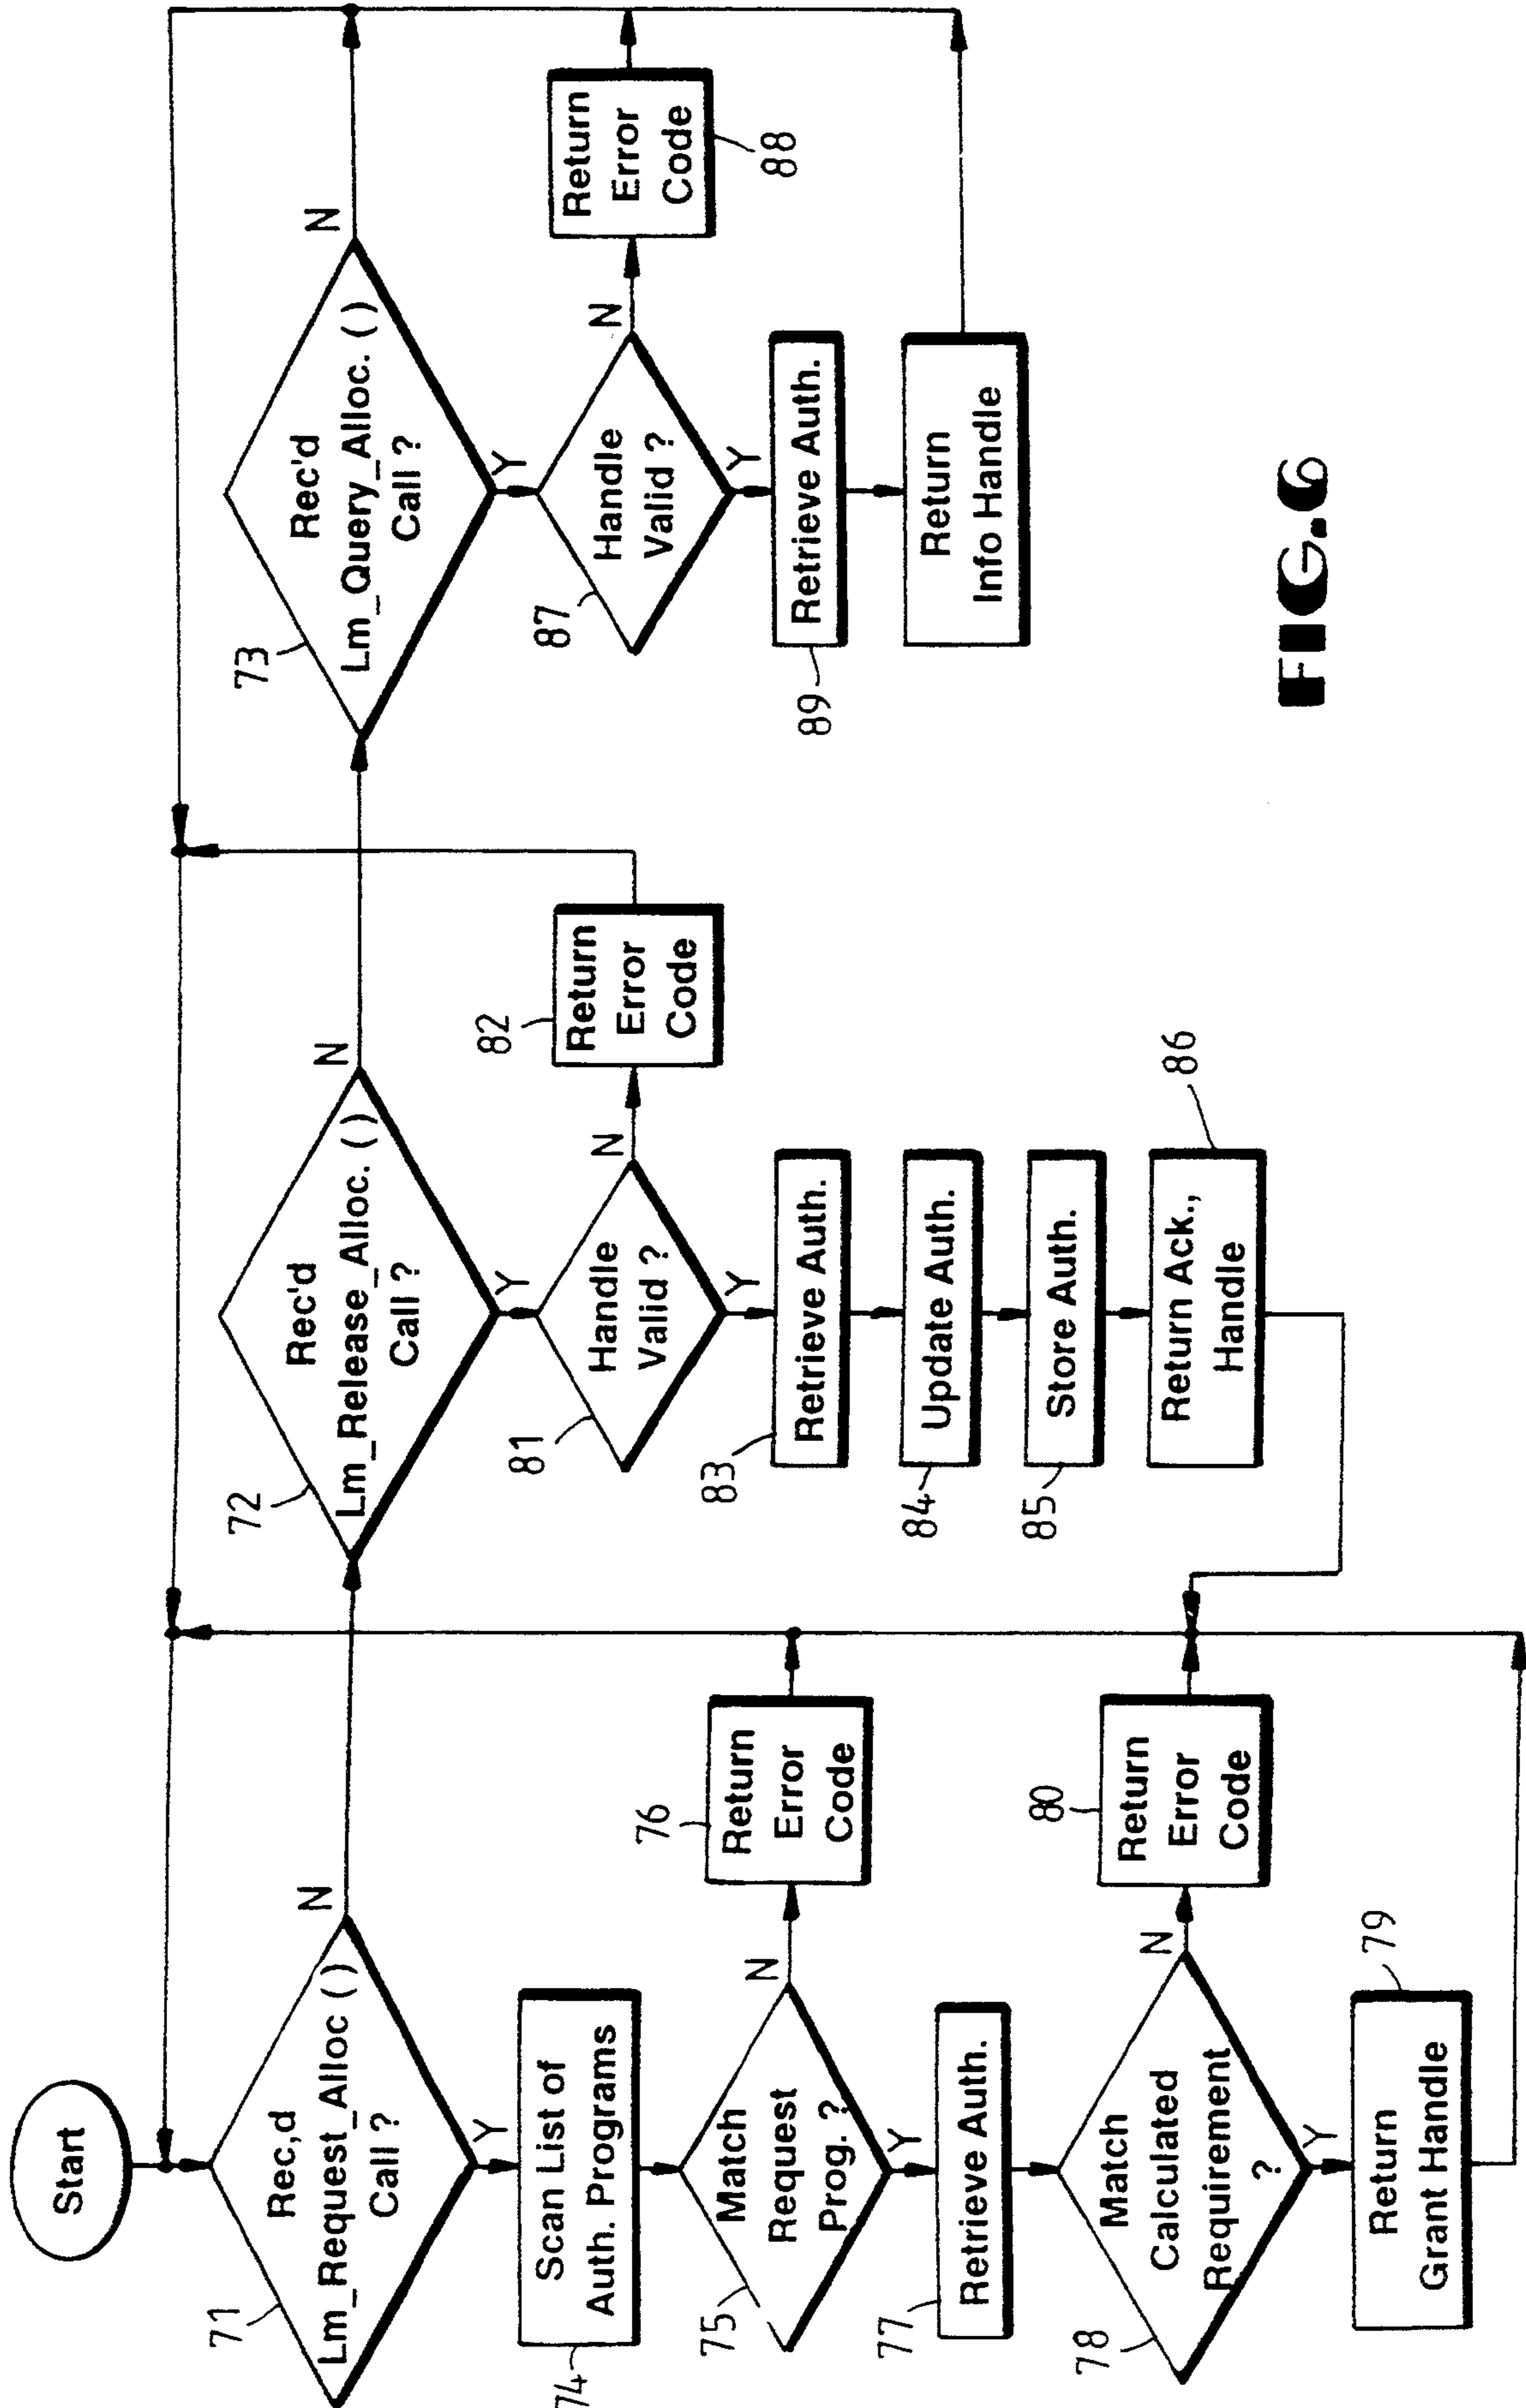 Start
71
Rec,d
Lm_Request_Alloc ()
Call ?
N
Y
74
Scan List of
Auth. Programs
75
Match
Request
Prog. ?
N
76
Return
Error
Code
Y
77
Retrieve Auth.
78
Match
Calculated
Requirement
?
N
80
Return
Error
Code
Y
79
Return
Grant Handle
72
Rec'd
Lm_Release_Alloc. ()
Call ?
N
Y
81
Handle
Valid ?
N
82
Return
Error
Code
Y
83
Retrieve Auth.
84
Update Auth.
85
Store Auth.
86
Return Ack.,
Handle
73
Rec'd
Lm_Query_Alloc. ()
Call ?
N
Y
87
Handle
Valid ?
N
88
Return
Error
Code
Y
89
Retrieve Auth.
Return
Info Handle
FIG.6